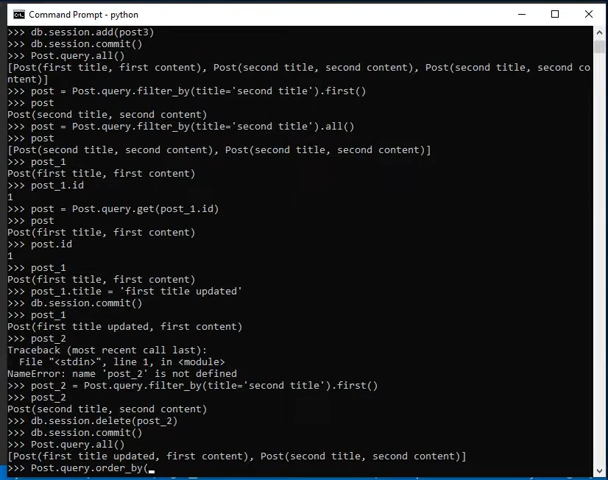 Command Prompt - python
>>> db.session.add(post3)
>>> db.session.commit()
>>> Post.query.all()
[Post(first title, first content), Post(second title, second content), Post(second title, second co
ntent)]
>>> post = Post.query.filter_by(title='second title').first()
>>> post
Post(second title, second content)
>>> post = Post.query.filter_by(title='second title').all()
>>> post
[Post(second title, second content), Post(second title, second content)]
>>> post_1
Post(first title, first content)
>>> post_1.id
1
>>> post = Post.query.get(post_1.id)
>>> post
Post(first title, first content)
>>> post.id
1
>>> post_1
Post(first title, first content)
>>> post_1.title = 'first title updated'
>>> db.session.commit()
>>> post_1
Post(first title updated, first content)
>>> post_2
Traceback (most recent call last):
  File "<stdin>", line 1, in <module>
NameError: name 'post_2' is not defined
>>> post_2 = Post.query.filter_by(title='second title').first()
>>> post_2
Post(second title, second content)
>>> db.session.delete(post_2)
>>> db.session.commit()
>>> Post.query.all()
[Post(first title updated, first content), Post(second title, second content)]
>>> Post.query.order_by(